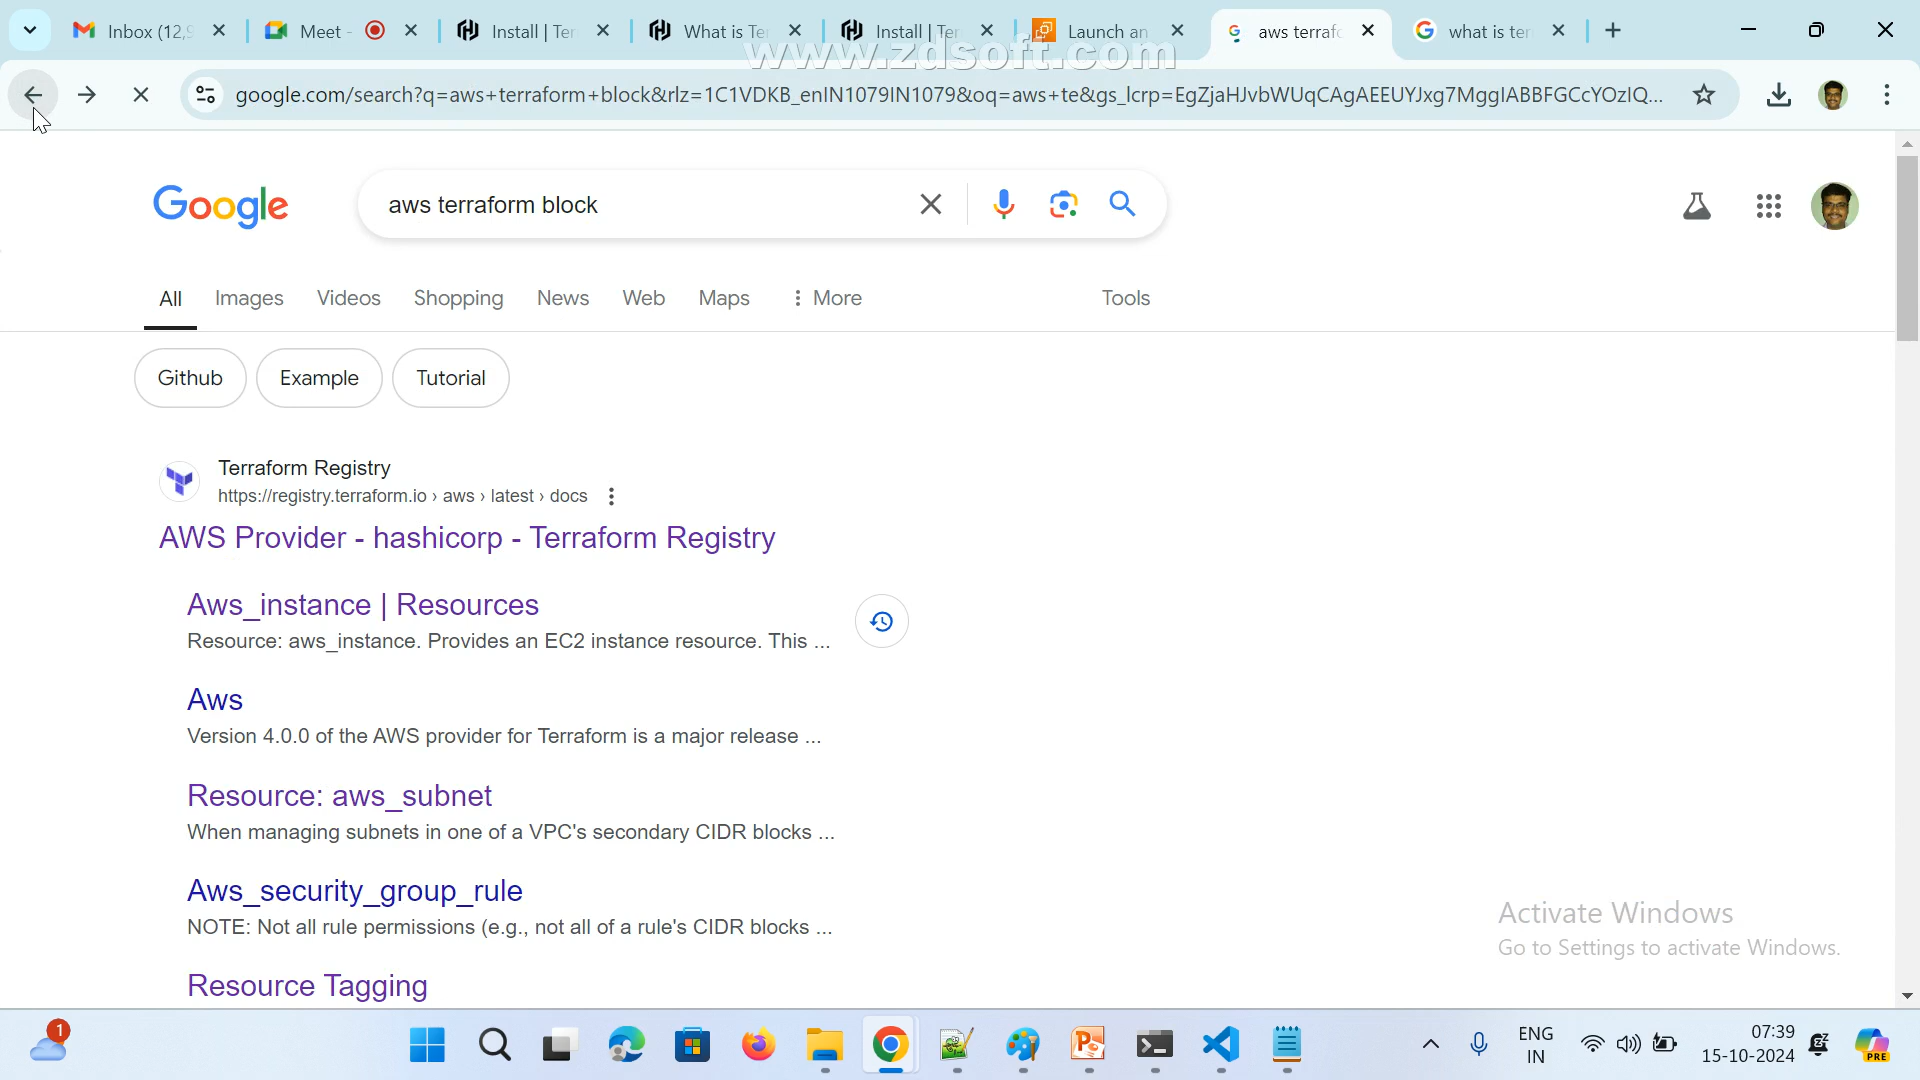 Inbox (12,9
Meet -
Install | Ter
What is Te
Install | Ter
Launch an
aws terrafo
what is ter
www.zdsoft.com
google.com/search?q=aws+terraform+block&rlz=1C1VDKB_enIN1079IN1079&oq=aws+te&gs_lcrp=EgZjaHJvbWUqCAgAEEUYJxg7MggIABBFGCcYOzIQ...
Google
aws terraform block
All
Images
Videos
Shopping
News
Web
Maps
More
Tools
Github
Example
Tutorial
Terraform Registry
https://registry.terraform.io › aws › latest › docs
AWS Provider - hashicorp - Terraform Registry
Aws_instance | Resources
Resource: aws_instance. Provides an EC2 instance resource. This ...
Aws
Version 4.0.0 of the AWS provider for Terraform is a major release ...
Resource: aws_subnet
When managing subnets in one of a VPC's secondary CIDR blocks ...
Aws_security_group_rule
NOTE: Not all rule permissions (e.g., not all of a rule's CIDR blocks ...
Resource Tagging
Activate Windows
Go to Settings to activate Windows.
1
ENG
IN
07:39
15-10-2024
PRE